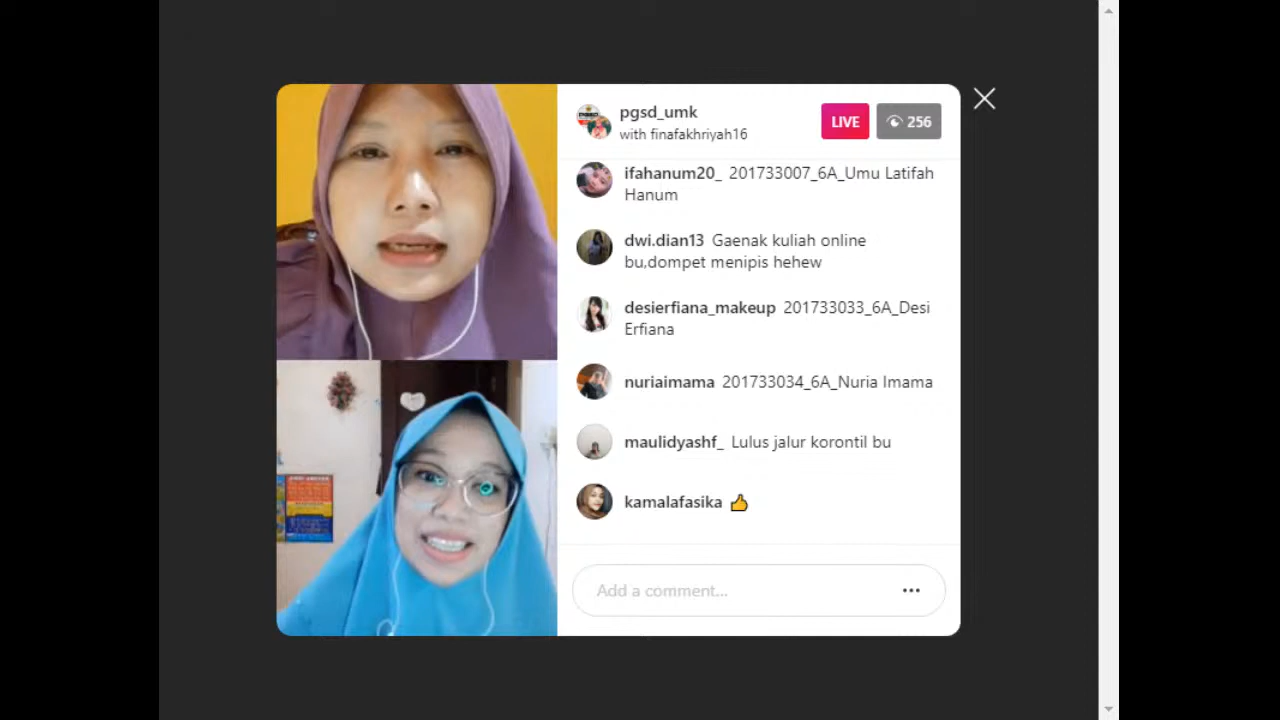 pgsd_umk
with finafakhriyah16
LIVE
256
ifahanum20_ 201733007_6A_Umu Latifah
Hanum
dwi.dian13 Gaenak kuliah online
bu,dompet menipis hehew
desierfiana_makeup 201733033_6A_Desi
Erfiana
nuriaimama 201733034_6A_Nuria Imama
maulidyashf_ Lulus jalur korontil bu
kamalafasika 👍
Add a comment...